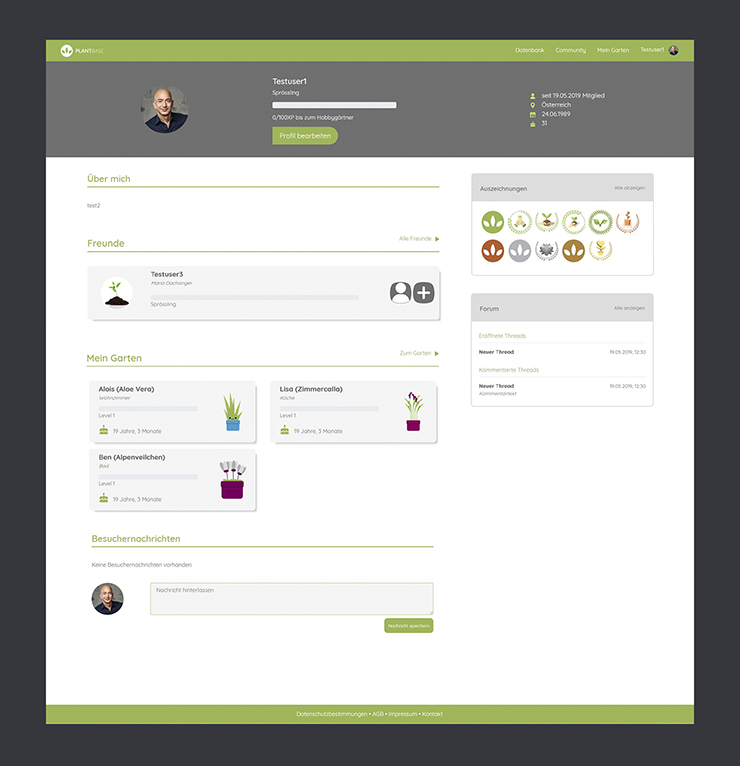 PLANTBASE
Datenbank Community Mein Garten Testuser1
Testuser1
Sprössling
0/100XP bis zum Hobbygärtner
Profil bearbeiten
seit 19.05.2019 Mitglied
Österreich
24.06.1989
31
Über mich
test2
Freunde
Alle Freunde
Testuser3
Maria Dachsinger
Sprössling
Mein Garten
Zum Garten
Alois (Aloe Vera)
Wohnzimmer
Level 1
19 Jahre, 3 Monate
Lisa (Zimmercalla)
Küche
Level 1
19 Jahre, 3 Monate
Ben (Alpenveilchen)
Bad
Level 1
19 Jahre, 3 Monate
Besuchernachrichten
Keine Besuchernachrichten vorhanden
Nachricht hinterlassen
Nachricht speichern
Auszeichnungen
Alle anzeigen
Forum
Alle anzeigen
Eröffnete Threads
Neuer Thread 19.05.2019, 12:30
Kommentierte Threads
Neuer Thread 19.05.2019, 12:30
Kommentartext
Datenschutzbestimmungen • AGB • Impressum • Kontakt